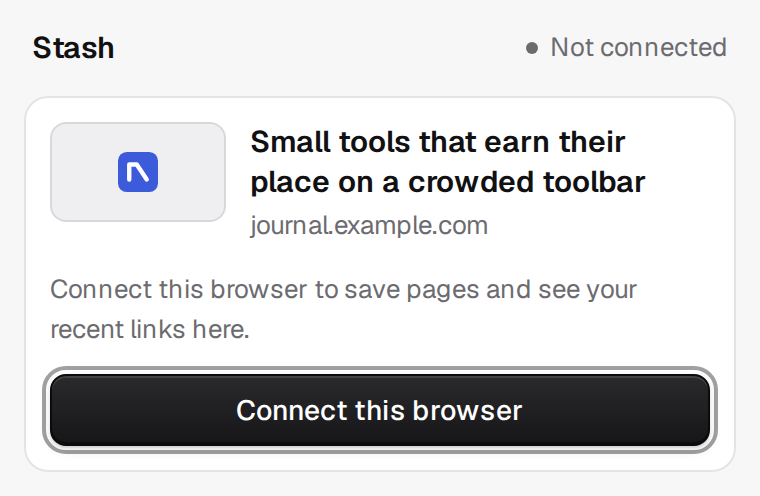 Stash
Not connected
Small tools that earn their
place on a crowded toolbar
journal.example.com
Connect this browser to save pages and see your
recent links here.
Connect this browser